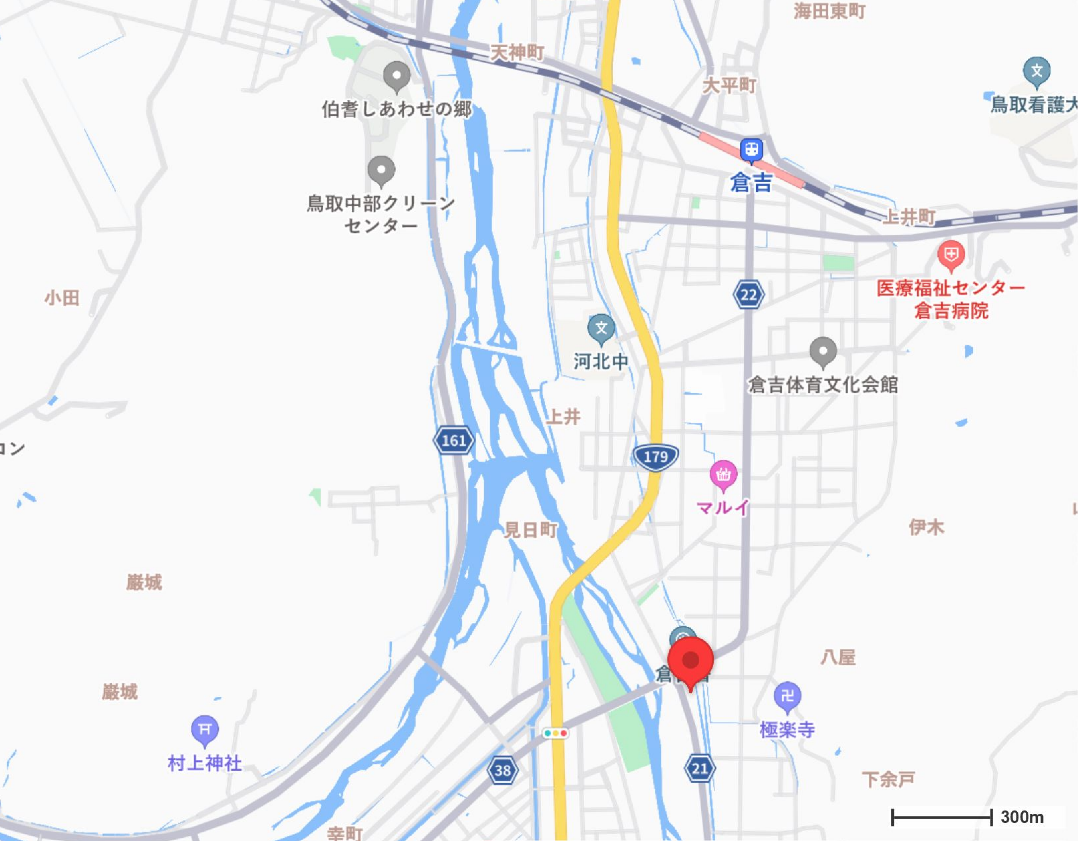 海田東町
天神町
大平町
伯耆しあわせの郷
鳥取看護大
鳥取中部クリーン
センター
倉吉
上井町
小田
医療福祉センター
倉吉病院
22
河北中
倉吉体育文化会館
上井
コン
161
179
マルイ
見日町
伊木
巌城
八屋
倉
巌城
極楽寺
村上神社
38
21
下余戸
300m
幸町